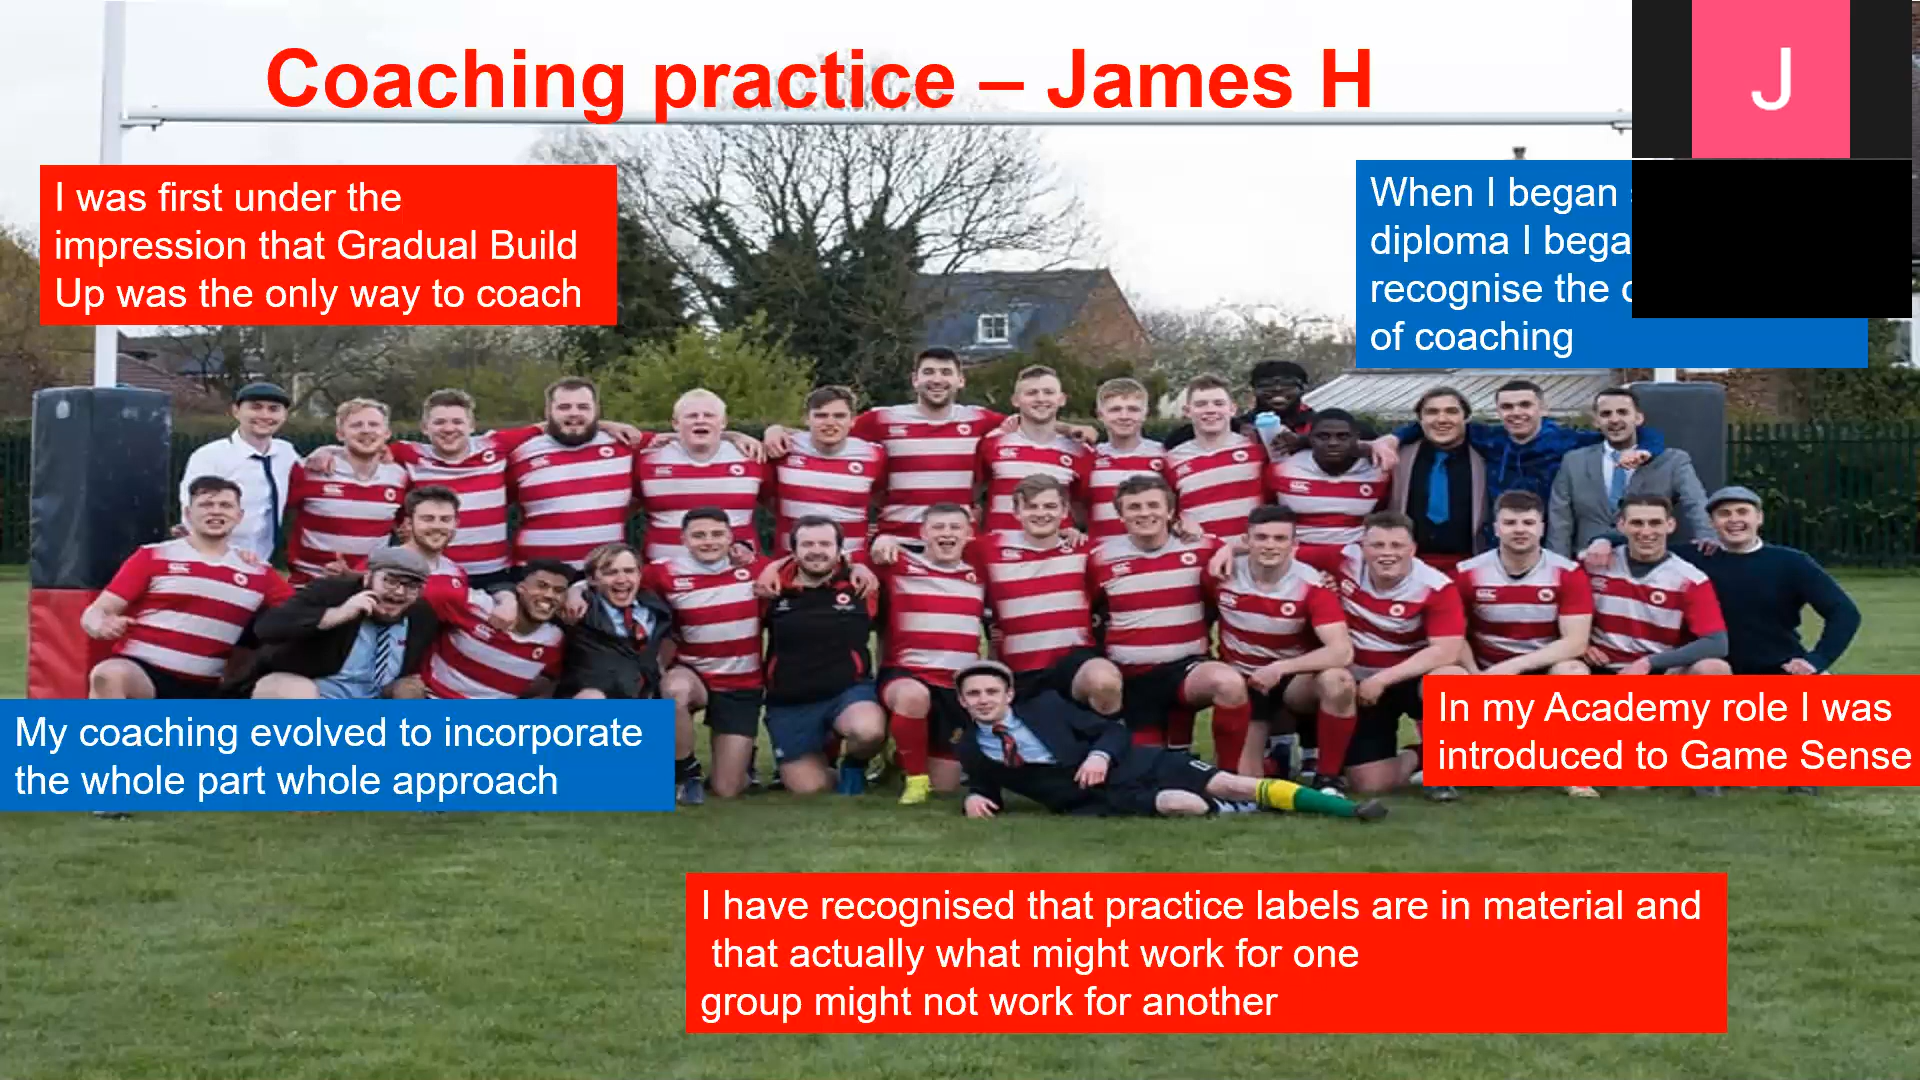 Coaching practice – James H
J
I was first under the
impression that Gradual Build
Up was the only way to coach
When I began
diploma I
recognise the
of coaching
My coaching evolved to incorporate
the whole part whole approach
In my Academy role I was
introduced to Game Sense
I have recognised that practice labels are in material and
that actually what might work for one
group might not work for another